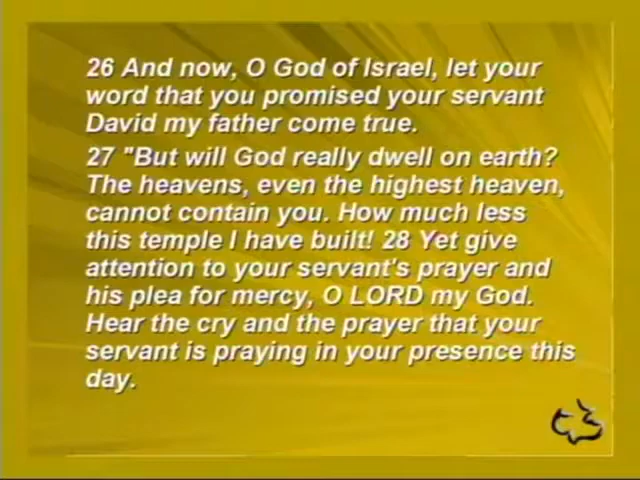 26 And now, O God of Israel, let your
word that you promised your servant
David my father come true.
27 "But will God really dwell on earth?
The heavens, even the highest heaven,
cannot contain you. How much less
this temple I have built! 28 Yet give
attention to your servant's prayer and
his plea for mercy, O LORD my God.
Hear the cry and the prayer that your
servant is praying in your presence this
day.